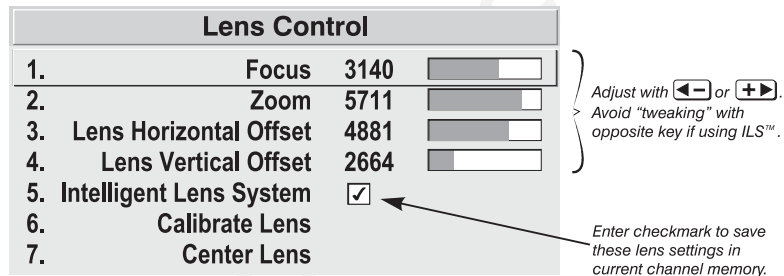 Lens Control
1. Focus 3140
2. Zoom 5711
3. Lens Horizontal Offset 4881
4. Lens Vertical Offset 2664
5. Intelligent Lens System ✓
6. Calibrate Lens
7. Center Lens
Adjust with ◀− or +▶.
Avoid "tweaking" with
opposite key if using ILS™.
Enter checkmark to save
these lens settings in
current channel memory.